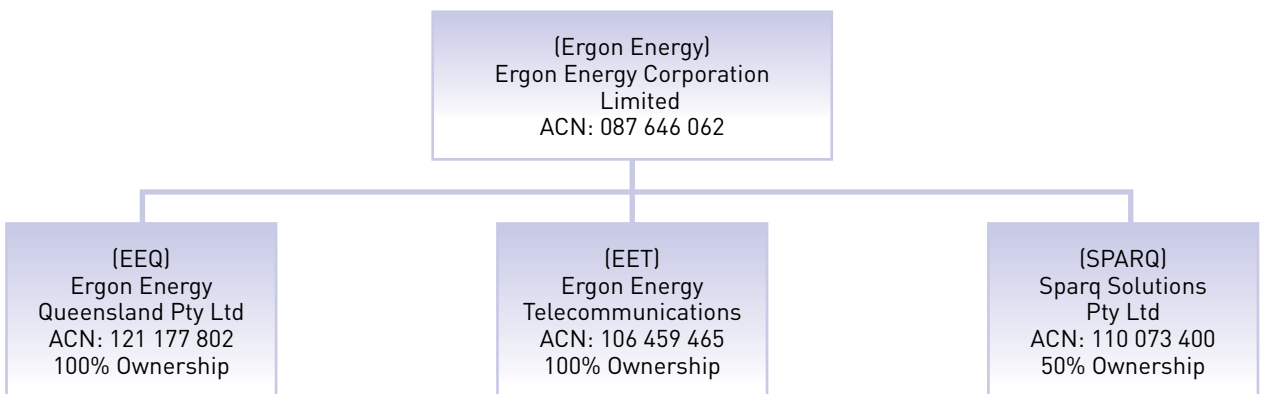 (Ergon Energy)
Ergon Energy Corporation
Limited
ACN: 087 646 062
(EEQ)
Ergon Energy
Queensland Pty Ltd
ACN: 121 177 802
100% Ownership
(EET)
Ergon Energy
Telecommunications
ACN: 106 459 465
100% Ownership
(SPARQ)
Sparq Solutions
Pty Ltd
ACN: 110 073 400
50% Ownership